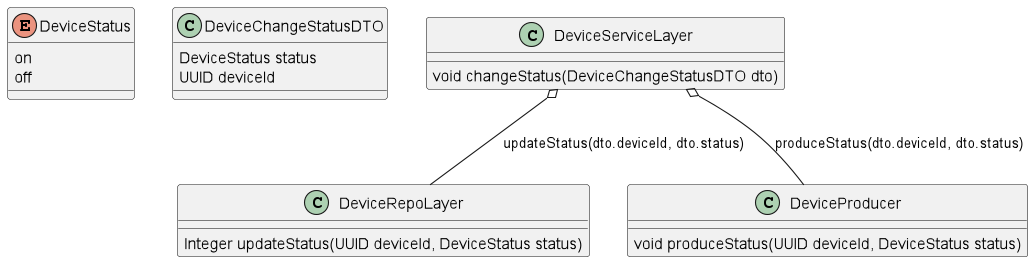 E DeviceStatus
on
off
C DeviceChangeStatusDTO
DeviceStatus status
UUID deviceId
C DeviceServiceLayer
void changeStatus(DeviceChangeStatusDTO dto)
updateStatus(dto.deviceId, dto.status)
produceStatus(dto.deviceId, dto.status)
C DeviceRepoLayer
Integer updateStatus(UUID deviceId, DeviceStatus status)
C DeviceProducer
void produceStatus(UUID deviceId, DeviceStatus status)